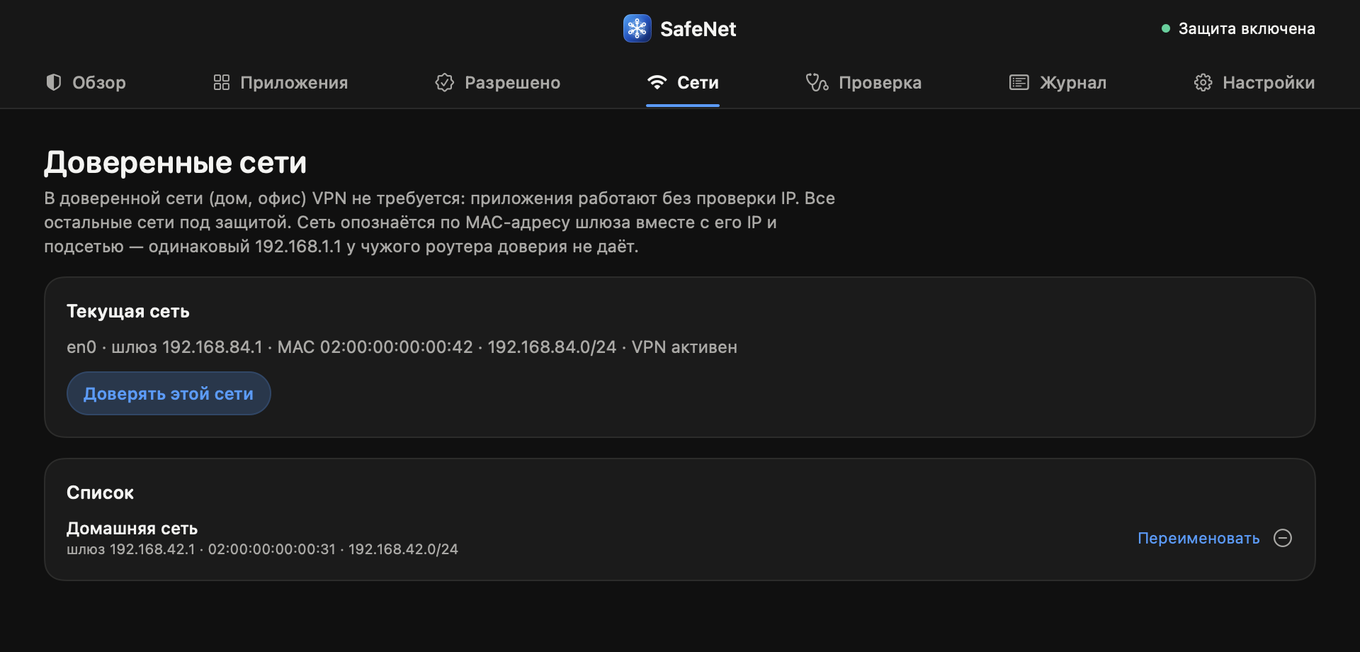 SafeNet
Защита включена
Обзор
Приложения
Разрешено
Сети
Проверка
Журнал
Настройки
Доверенные сети
В доверенной сети (дом, офис) VPN не требуется: приложения работают без проверки IP. Все
остальные сети под защитой. Сеть опознаётся по MAC-адресу шлюза вместе с его IP и
подсетью — одинаковый 192.168.1.1 у чужого роутера доверия не даёт.
Текущая сеть
en0 · шлюз 192.168.84.1 · MAC 02:00:00:00:00:42 · 192.168.84.0/24 · VPN активен
Доверять этой сети
Список
Домашняя сеть
шлюз 192.168.42.1 · 02:00:00:00:00:31 · 192.168.42.0/24
Переименовать